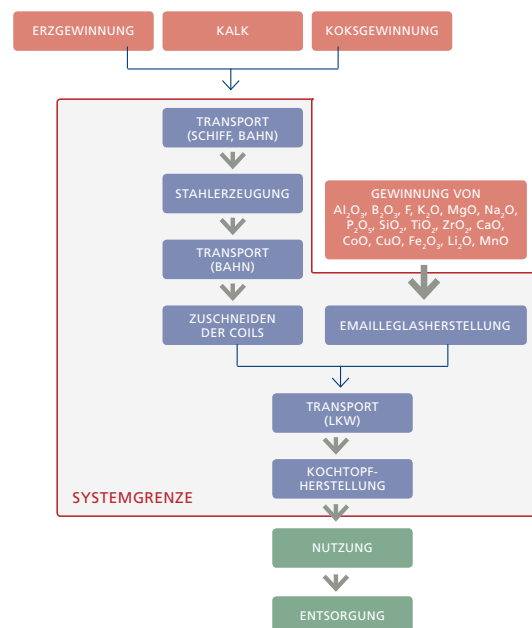 ERZGEWINNUNG
KALK
KOKSGEWINNUNG
TRANSPORT
(SCHIFF, BAHN)
STAHLERZEUGUNG
GEWINNUNG VON
Al₂O₃, B₂O₃, F, K₂O, MgO, Na₂O,
P₂O₅, SiO₂, TiO₂, ZrO₂, CaO,
CoO, CuO, Fe₂O₃, Li₂O, MnO
TRANSPORT
(BAHN)
ZUSCHNEIDEN
DER COILS
EMAILLEGLASHERSTELLUNG
TRANSPORT
(LKW)
KOCHTOPF-
HERSTELLUNG
SYSTEMGRENZE
NUTZUNG
ENTSORGUNG